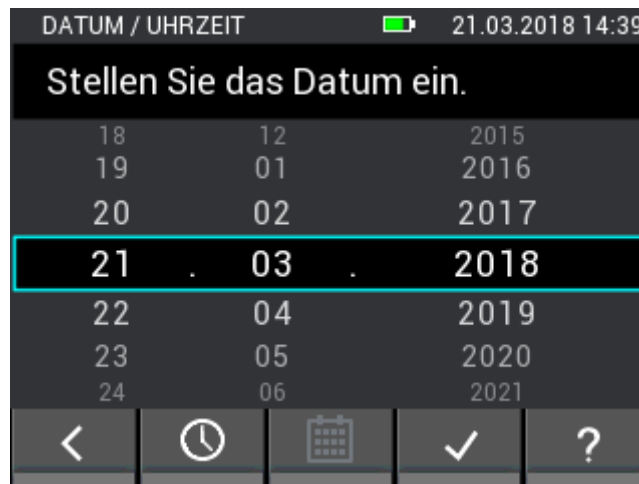 DATUM / UHRZEIT 21.03.2018 14:39
Stellen Sie das Datum ein.
18 12 2015
19 01 2016
20 02 2017
21 . 03 . 2018
22 04 2019
23 05 2020
24 06 2021
?